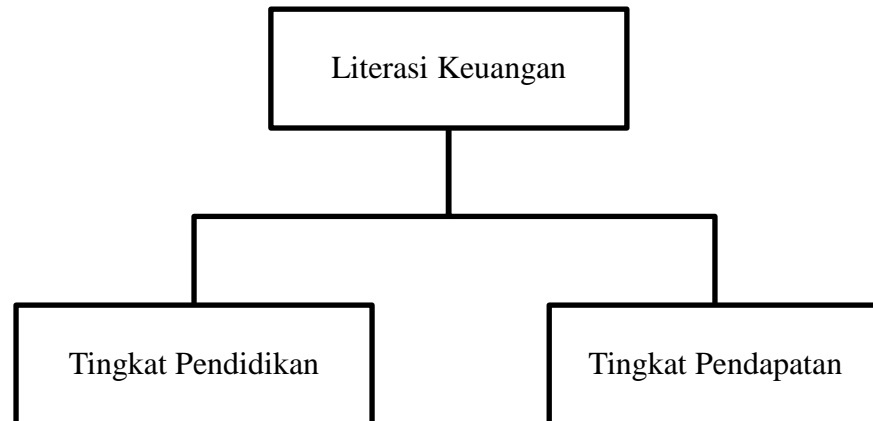 Literasi Keuangan
Tingkat Pendidikan
Tingkat Pendapatan